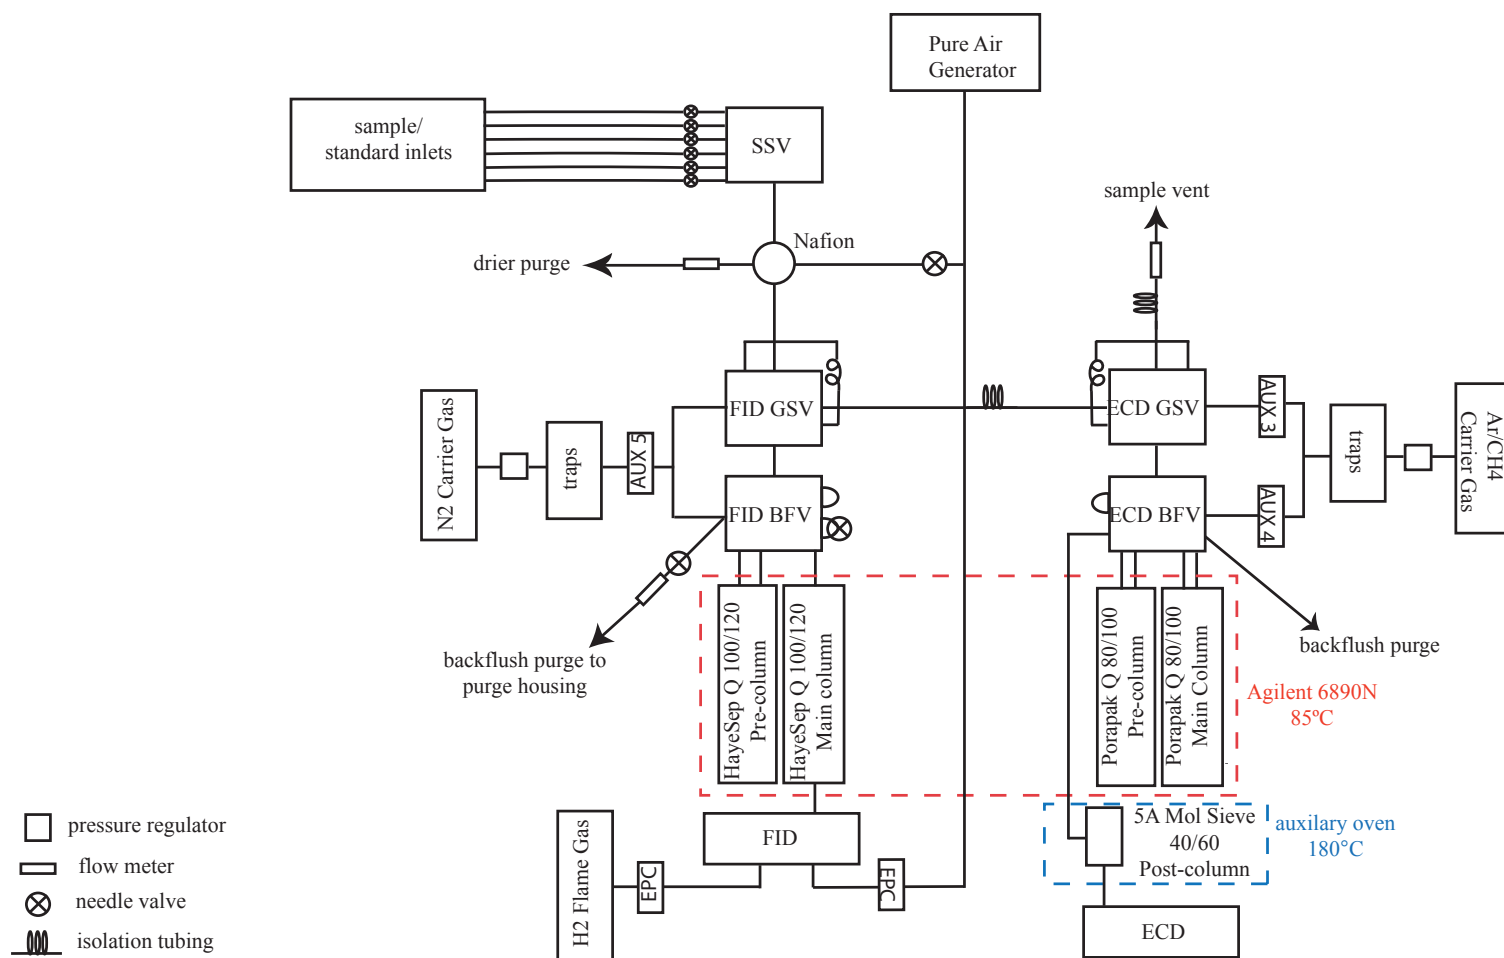 Pure Air
Generator
sample/
standard inlets
SSV
sample vent
Nafion
drier purge
FID GSV
ECD GSV
AUX 3
N2 Carrier Gas
traps
AUX 5
traps
Ar/CH4
Carrier Gas
FID BFV
ECD BFV
AUX 4
HayeSep Q 100/120
Pre-column
HayeSep Q 100/120
Main column
Porapak Q 80/100
Pre-column
Porapak Q 80/100
Main Column
backflush purge to
purge housing
backflush purge
Agilent 6890N
85ºC
5A Mol Sieve
40/60
Post-column
auxilary oven
180°C
FID
H2 Flame Gas
EPC
EPC
ECD
pressure regulator
flow meter
needle valve
isolation tubing